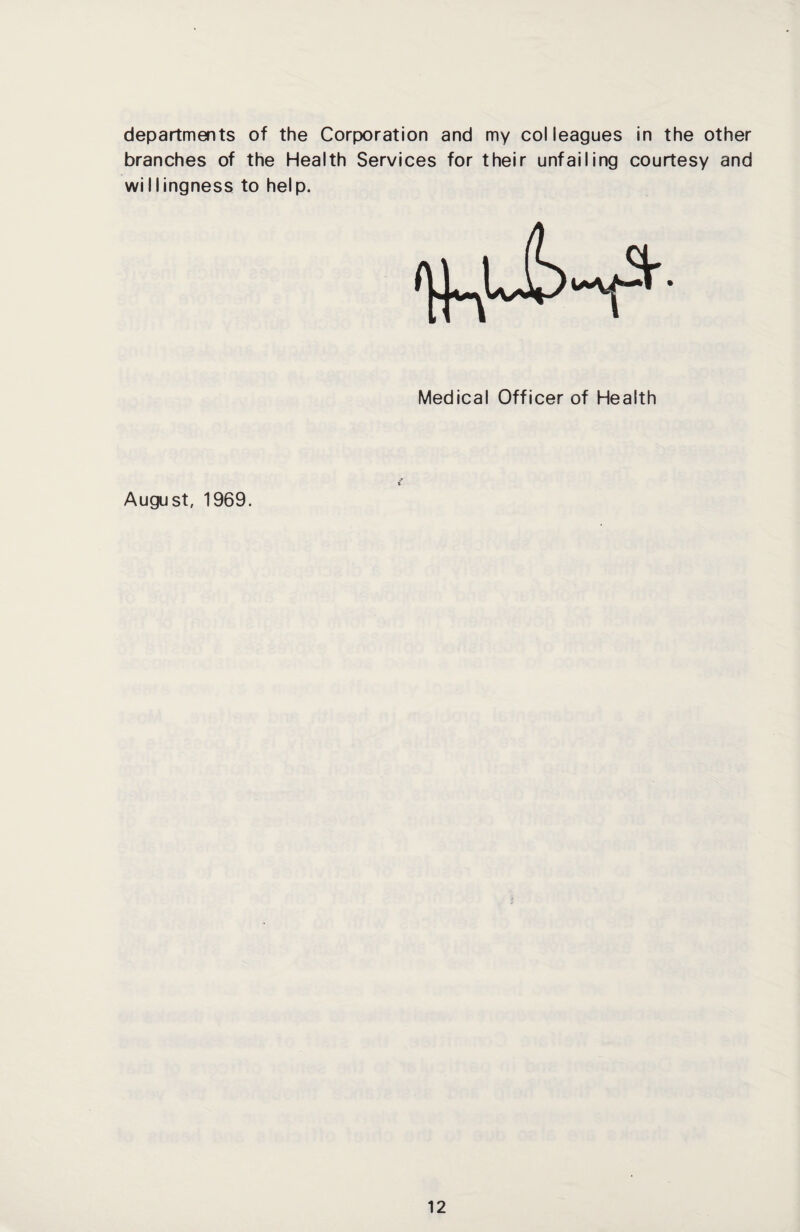 departments of the Corporation and my colleagues in the other
branches of the Health Services for their unfailing courtesy and
willingness to help.
Medical Officer of Health
August, 1969.
12